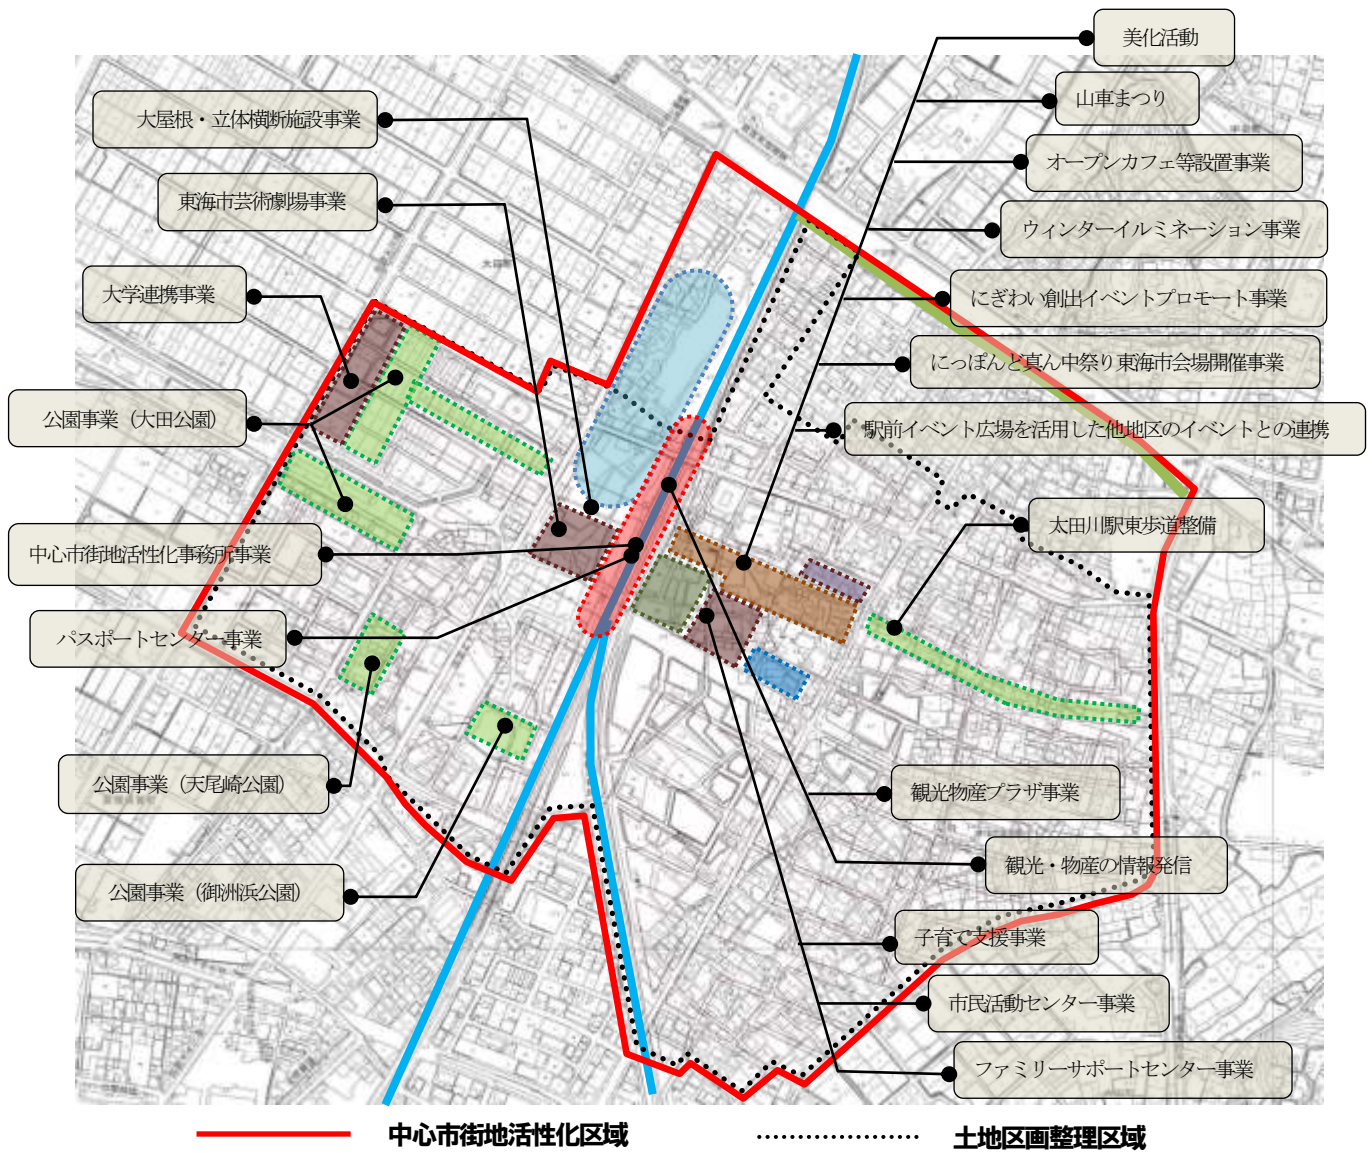 美化活動
山車まつり
大屋根・立体横断施設事業
オープンカフェ等設置事業
東海市芸術劇場事業
ウィンターイルミネーション事業
大学連携事業
にぎわい創出イベントプロモート事業
にっぽんど真ん中祭り東海市会場開催事業
公園事業（大田公園）
駅前イベント広場を活用した他地区のイベントとの連携
太田川駅東歩道整備
中心市街地活性化事務所事業
パスポートセンター事業
公園事業（天尾崎公園）
観光物産プラザ事業
観光・物産の情報発信
公園事業（御洲浜公園）
子育て支援事業
市民活動センター事業
ファミリーサポートセンター事業
中心市街地活性化区域
土地区画整理区域